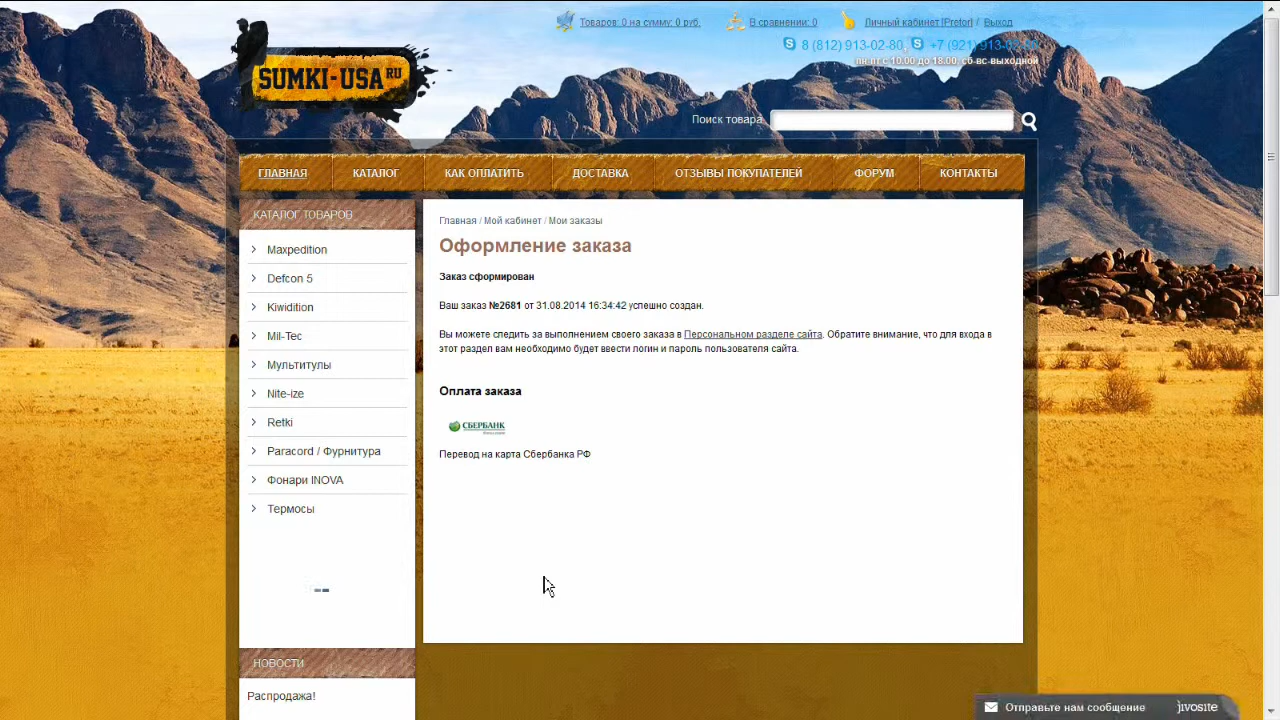 Товаров: 0 на сумму: 0 руб.
В сравнении: 0
Личный кабинет [Pretor] / Выход
8 (812) 913-02-80, +7 (921) 913-
пн-пт с 10.00 до 18.00, сб-вс-выходной
SUMKI-USA RU
Поиск товара
ГЛАВНАЯ
КАТАЛОГ
КАК ОПЛАТИТЬ
ДОСТАВКА
ОТЗЫВЫ ПОКУПАТЕЛЕЙ
ФОРУМ
КОНТАКТЫ
КАТАЛОГ ТОВАРОВ
Maxpedition
Defcon 5
Kiwidition
Mil-Tec
Мультитулы
Nite-ize
Retki
Paracord / Фурнитура
Фонари INOVA
Термосы
НОВОСТИ
Распродажа!
Главная / Мой кабинет / Мои заказы
Оформление заказа
Заказ сформирован
Ваш заказ №2681 от 31.08.2014 16:34:42 успешно создан.
Вы можете следить за выполнением своего заказа в Персональном разделе сайта. Обратите внимание, что для входа в
этот раздел вам необходимо будет ввести логин и пароль пользователя сайта.
Оплата заказа
СБЕРБАНК
Перевод на карта Сбербанка РФ
Отправьте нам сообщение
jivosite